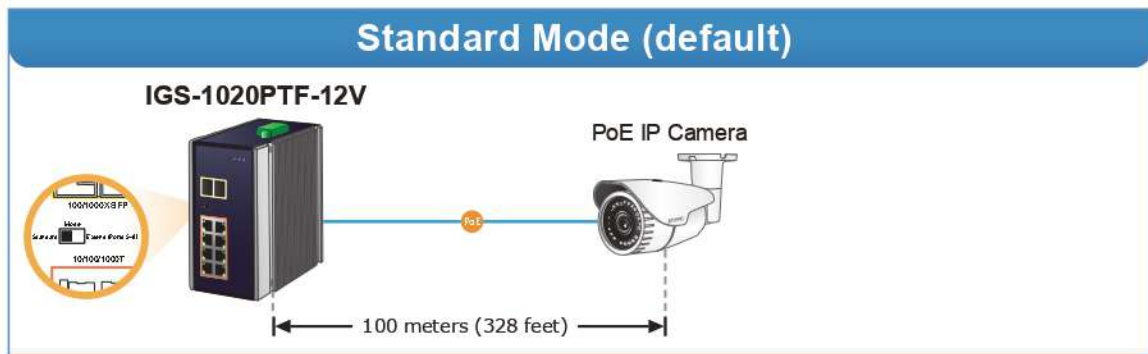 Standard Mode (default)
IGS-1020PTF-12V
PoE IP Camera
100/1000X SFP
Mode
Standard
10/100/1000T
PoE
100 meters (328 feet)